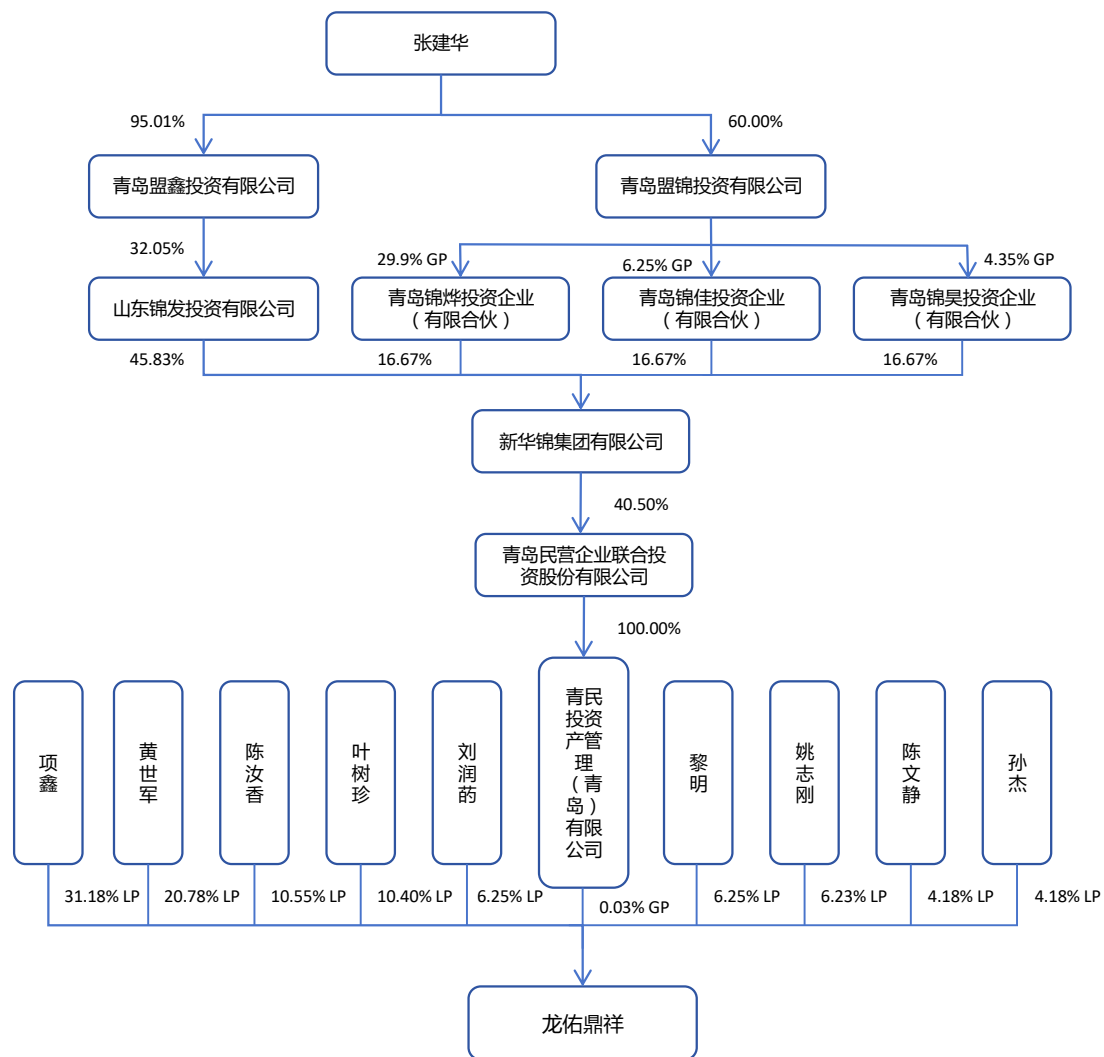 张建华
95.01%
60.00%
青岛盟鑫投资有限公司
青岛盟锦投资有限公司
32.05%
29.9% GP
6.25% GP
4.35% GP
山东锦发投资有限公司
青岛锦烨投资企业
（有限合伙）
青岛锦佳投资企业
（有限合伙）
青岛锦昊投资企业
（有限合伙）
45.83%
16.67%
16.67%
16.67%
新华锦集团有限公司
40.50%
青岛民营企业联合投
资股份有限公司
100.00%
项鑫
黄世军
陈汝香
叶树珍
刘润菂
青民
投资
产管
理
（青
岛）
有限
公司
黎明
姚志刚
陈文静
孙杰
31.18% LP
20.78% LP
10.55% LP
10.40% LP
6.25% LP
0.03% GP
6.25% LP
6.23% LP
4.18% LP
4.18% LP
龙佑鼎祥